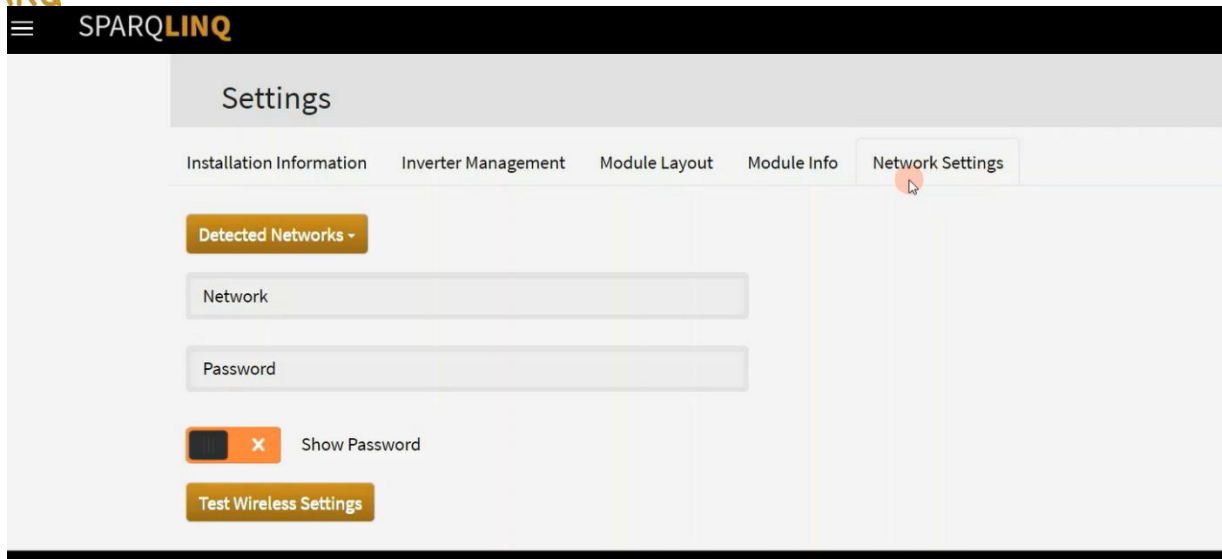 SPARQLINQ
Settings
Installation Information Inverter Management Module Layout Module Info Network Settings
Detected Networks
Network
Password
Show Password
Test Wireless Settings